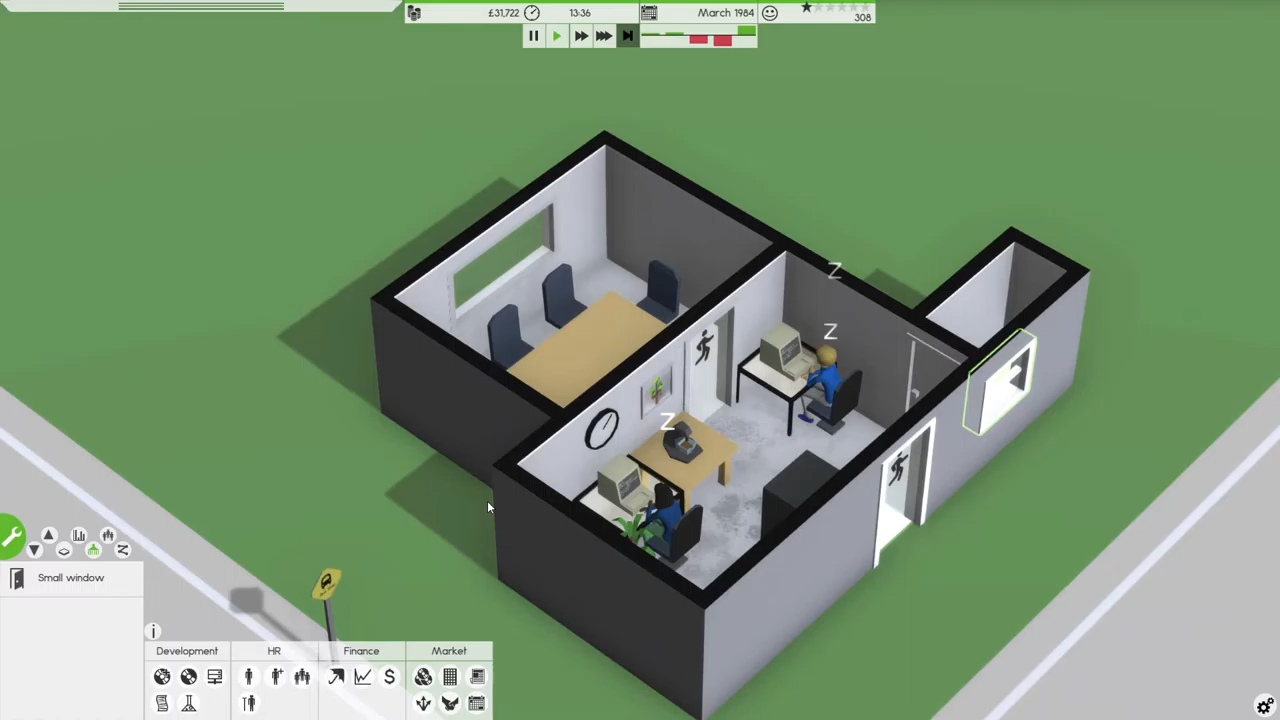 £31,722
13:36
March 1984
308
Z
Z
Z
Small window
i
Development
HR
Finance
Market
$